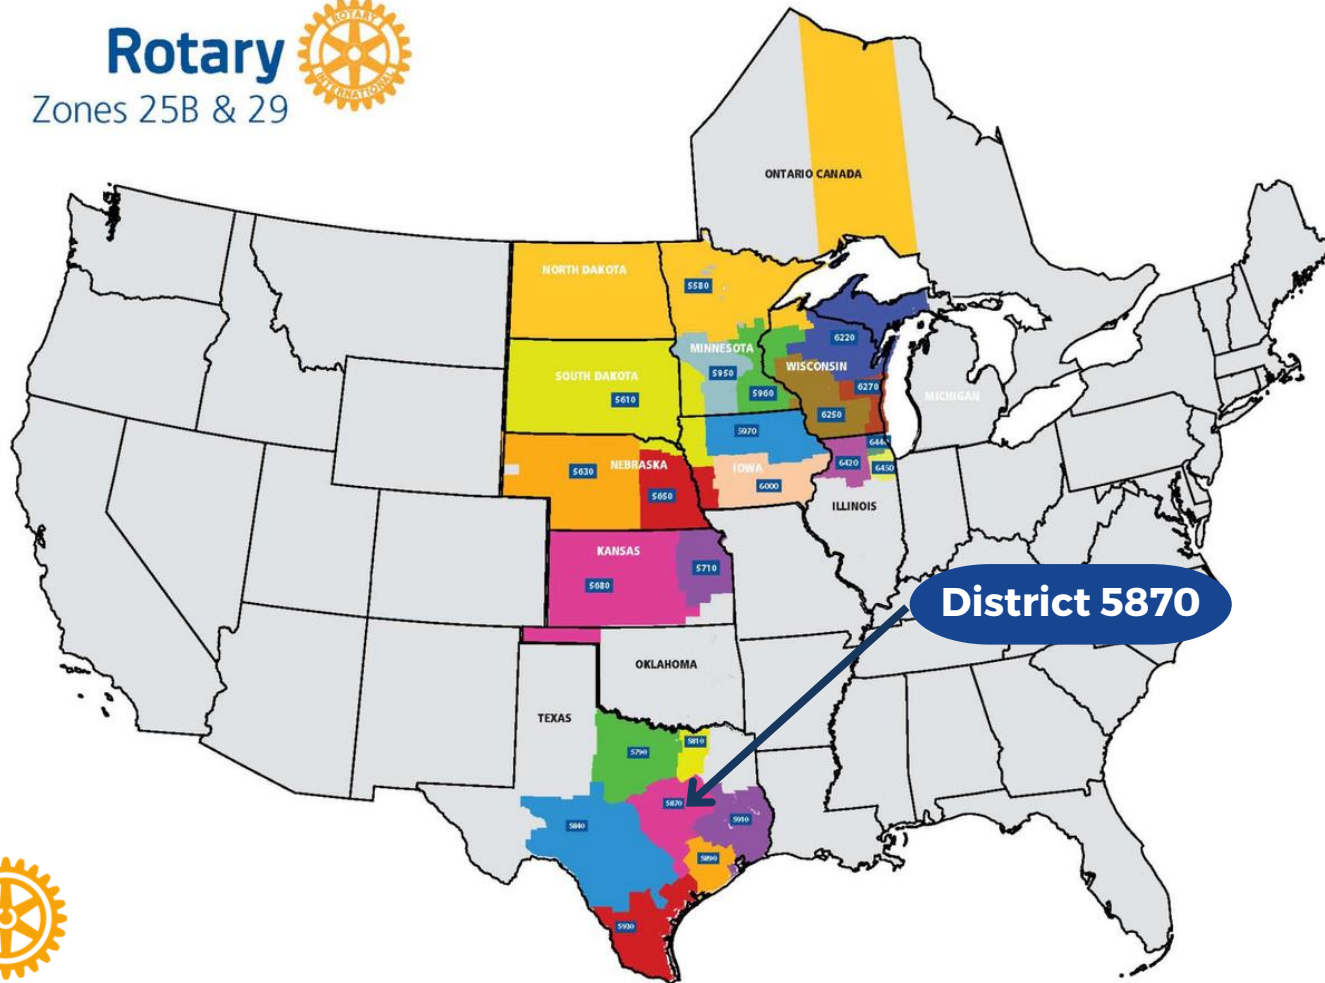 Rotary
ROTARY
INTERNATIONAL
Zones 25B & 29
ONTARIO CANADA
NORTH DAKOTA
5580
MINNESOTA
6220
SOUTH DAKOTA
5950
WISCONSIN
5610
5960
6270
MICHIGAN
6250
5970
NEBRASKA
IOWA
6420
6450
5630
5650
6000
ILLINOIS
KANSAS
5710
5680
District 5870
OKLAHOMA
TEXAS
5790
5810
5870
5840
5910
5890
5930